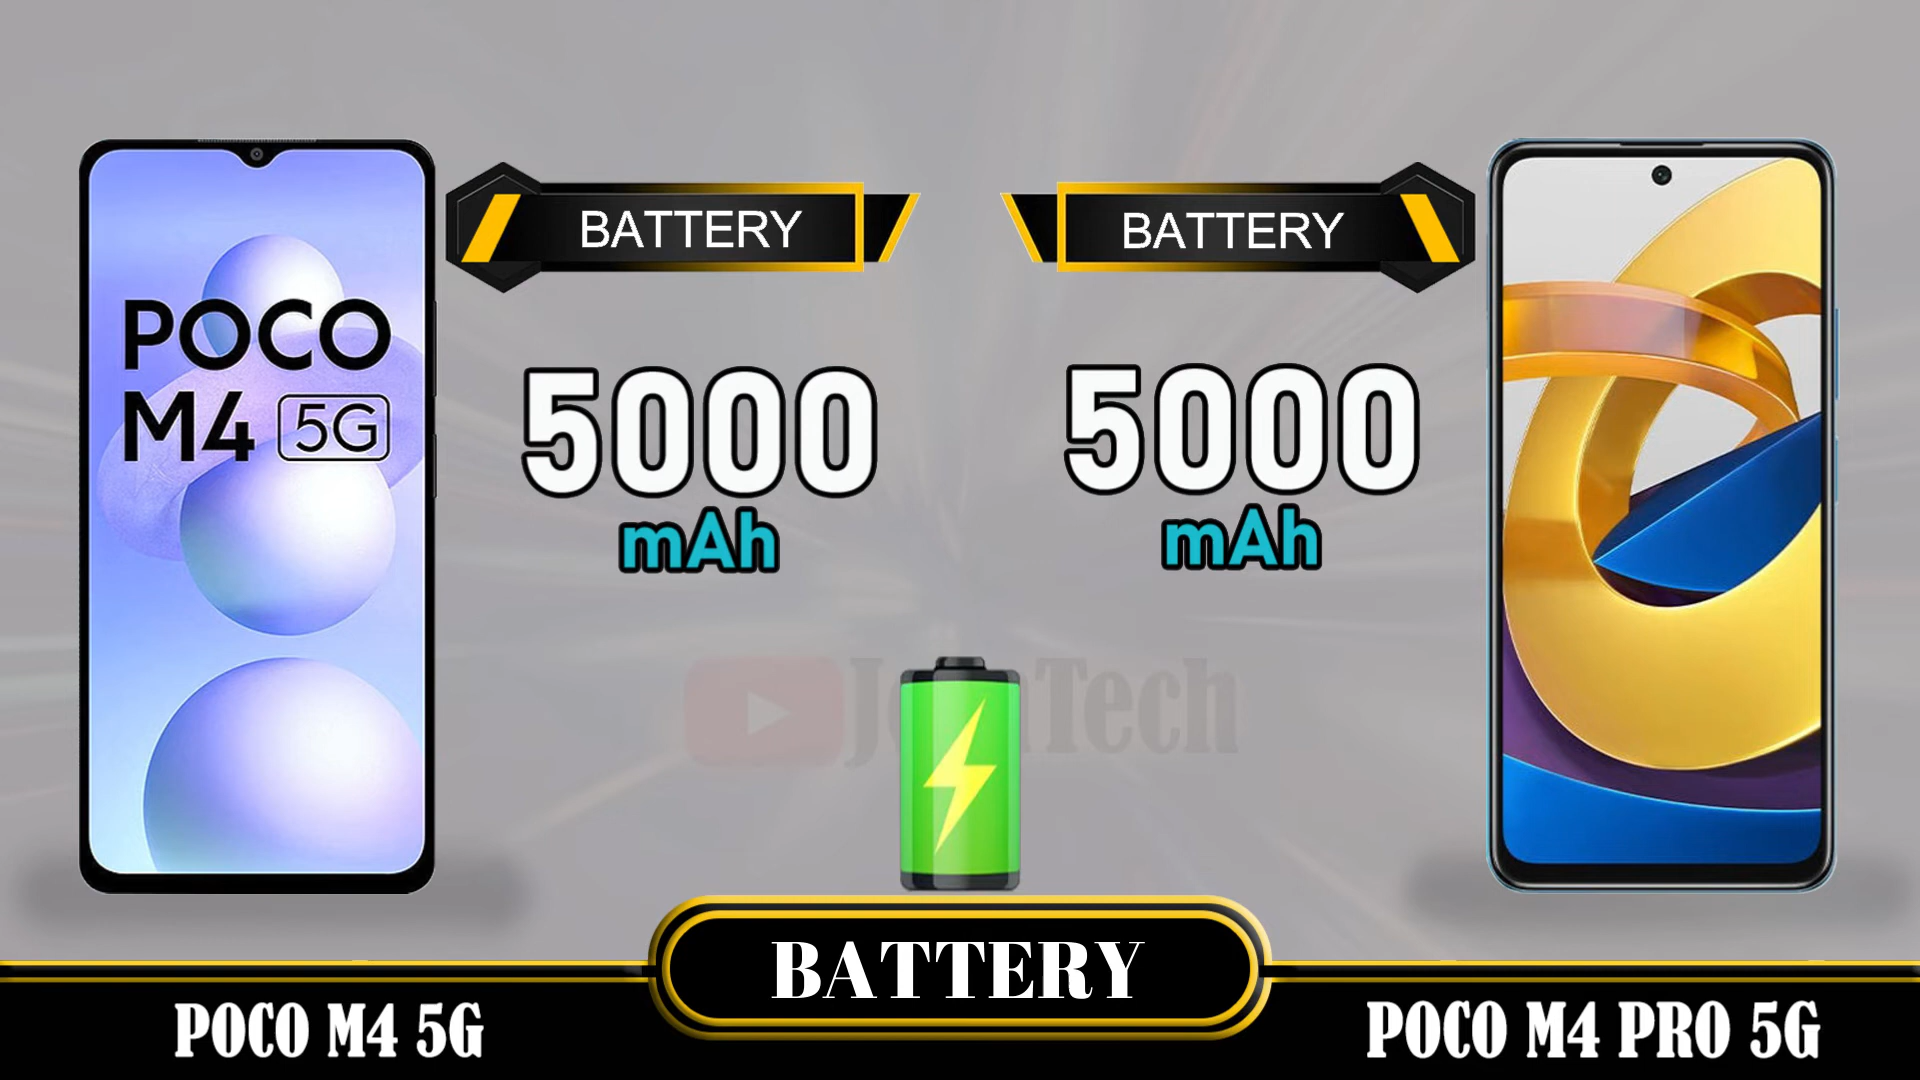 POCO
M4 5G
BATTERY
5000
mAh
BATTERY
5000
mAh
BATTERY
POCO M4 5G
POCO M4 PRO 5G